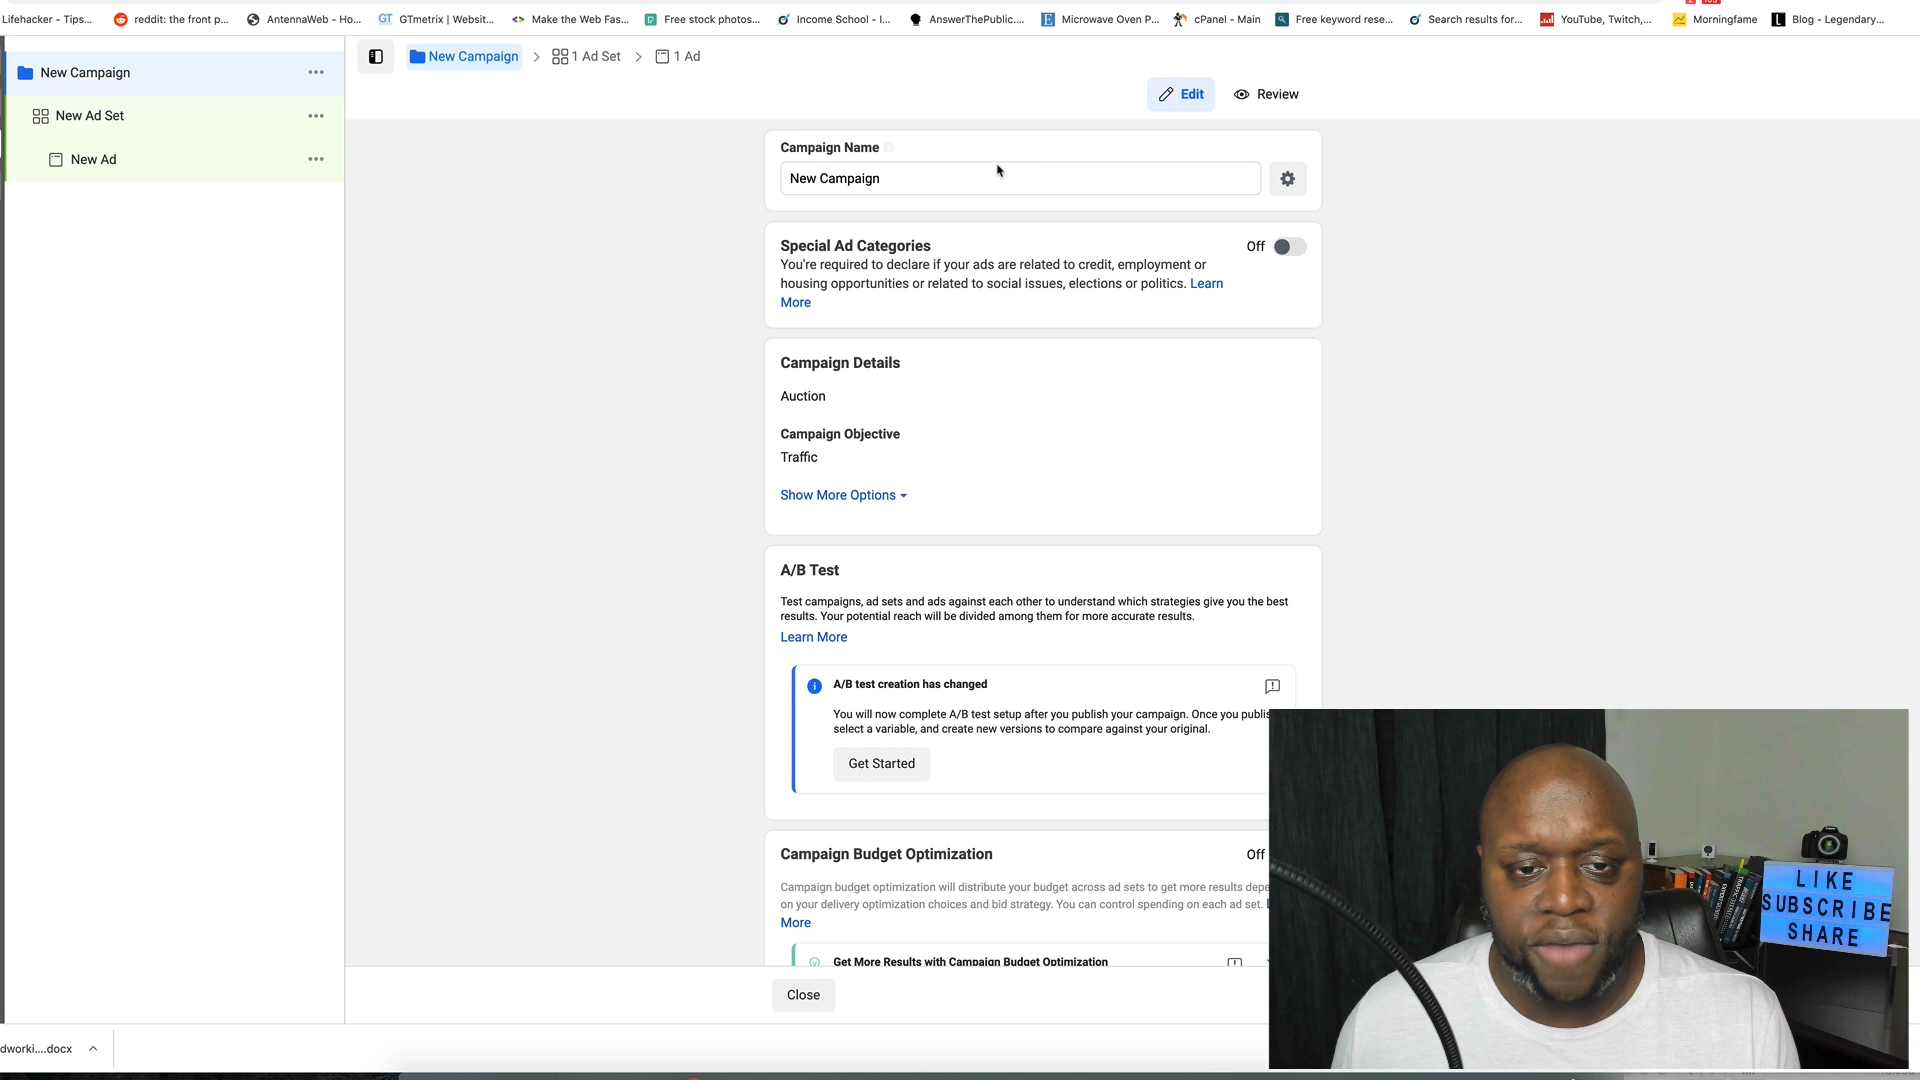 Lifehacker - Tips...
reddit: the front p...
AntennaWeb - Ho...
GT GTmetrix | Websit...
Make the Web Fas...
Free stock photos...
Income School - I...
AnswerThePublic....
E Microwave Oven P...
cPanel - Main
Free keyword rese...
Search results for...
YouTube, Twitch,...
Morningfame
L Blog - Legendary...
New Campaign
New Ad Set
New Ad
New Campaign > 1 Ad Set > 1 Ad
Edit Review
Campaign Name
New Campaign
Special Ad Categories Off
You're required to declare if your ads are related to credit, employment or
housing opportunities or related to social issues, elections or politics. Learn
More
Campaign Details
Auction
Campaign Objective
Traffic
Show More Options
A/B Test
Test campaigns, ad sets and ads against each other to understand which strategies give you the best
results. Your potential reach will be divided among them for more accurate results.
Learn More
A/B test creation has changed
You will now complete A/B test setup after you publish your campaign. Once you publis
select a variable, and create new versions to compare against your original.
Get Started
Campaign Budget Optimization Off
Campaign budget optimization will distribute your budget across ad sets to get more results depe
on your delivery optimization choices and bid strategy. You can control spending on each ad set.
More
Get More Results with Campaign Budget Optimization
Close
dworki....docx
LIKE
SUBSCRIBE
SHARE